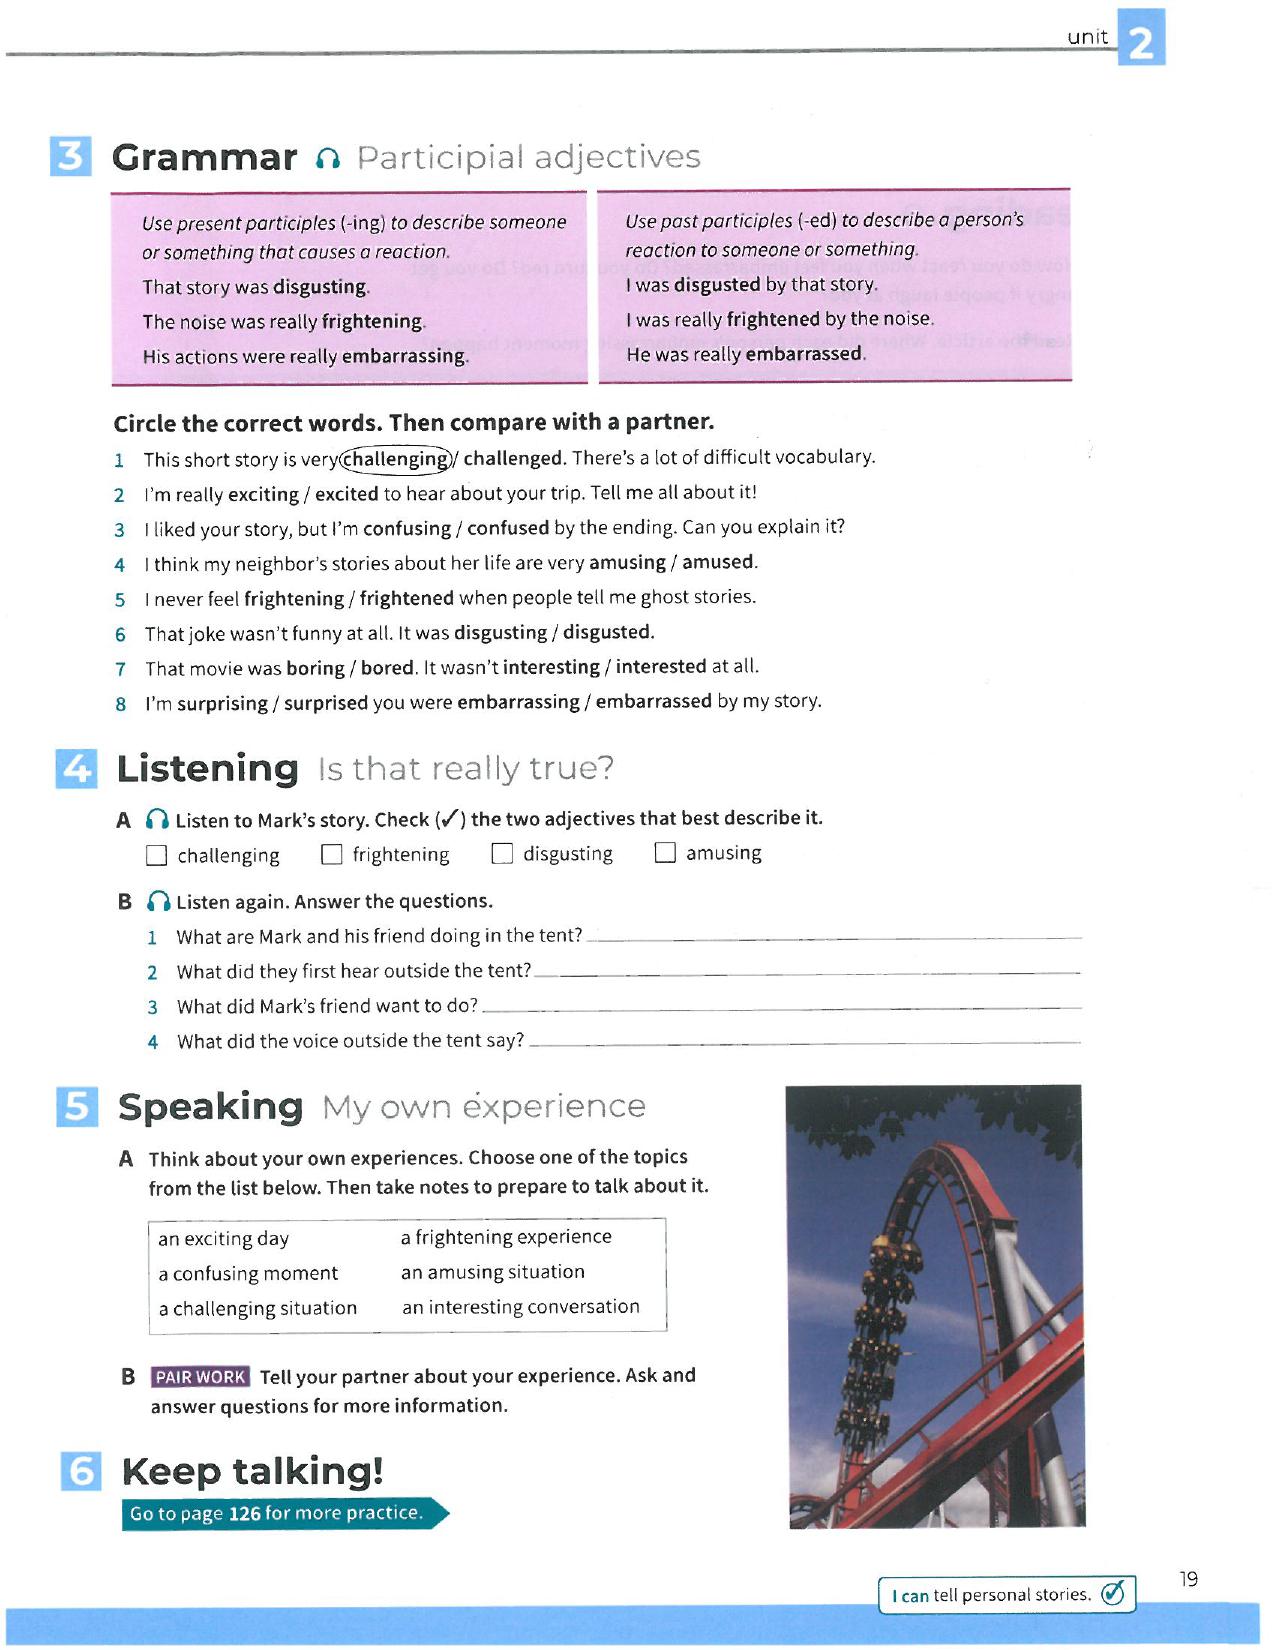 unit 2
3 Grammar Participial adjectives
Use present participles (-ing) to describe someone
or something that causes a reaction.
That story was disgusting.
The noise was really frightening.
His actions were really embarrassing.
Use past participles (-ed) to describe a person's
reaction to someone or something.
I was disgusted by that story.
I was really frightened by the noise.
He was really embarrassed.
Circle the correct words. Then compare with a partner.
1 This short story is very challenging / challenged. There's a lot of difficult vocabulary.
2 I'm really exciting / excited to hear about your trip. Tell me all about it!
3 I liked your story, but I'm confusing / confused by the ending. Can you explain it?
4 I think my neighbor's stories about her life are very amusing / amused.
5 I never feel frightening / frightened when people tell me ghost stories.
6 That joke wasn't funny at all. It was disgusting / disgusted.
7 That movie was boring / bored. It wasn't interesting / interested at all.
8 I'm surprising / surprised you were embarrassing / embarrassed by my story.
4 Listening Is that really true?
A Listen to Mark's story. Check (✓) the two adjectives that best describe it.
☐ challenging ☐ frightening ☐ disgusting ☐ amusing
B Listen again. Answer the questions.
1 What are Mark and his friend doing in the tent?
2 What did they first hear outside the tent?
3 What did Mark's friend want to do?
4 What did the voice outside the tent say?
5 Speaking My own experience
A Think about your own experiences. Choose one of the topics
from the list below. Then take notes to prepare to talk about it.
an exciting day a frightening experience
a confusing moment an amusing situation
a challenging situation an interesting conversation
B PAIR WORK Tell your partner about your experience. Ask and
answer questions for more information.
6 Keep talking!
Go to page 126 for more practice.
I can tell personal stories.
19